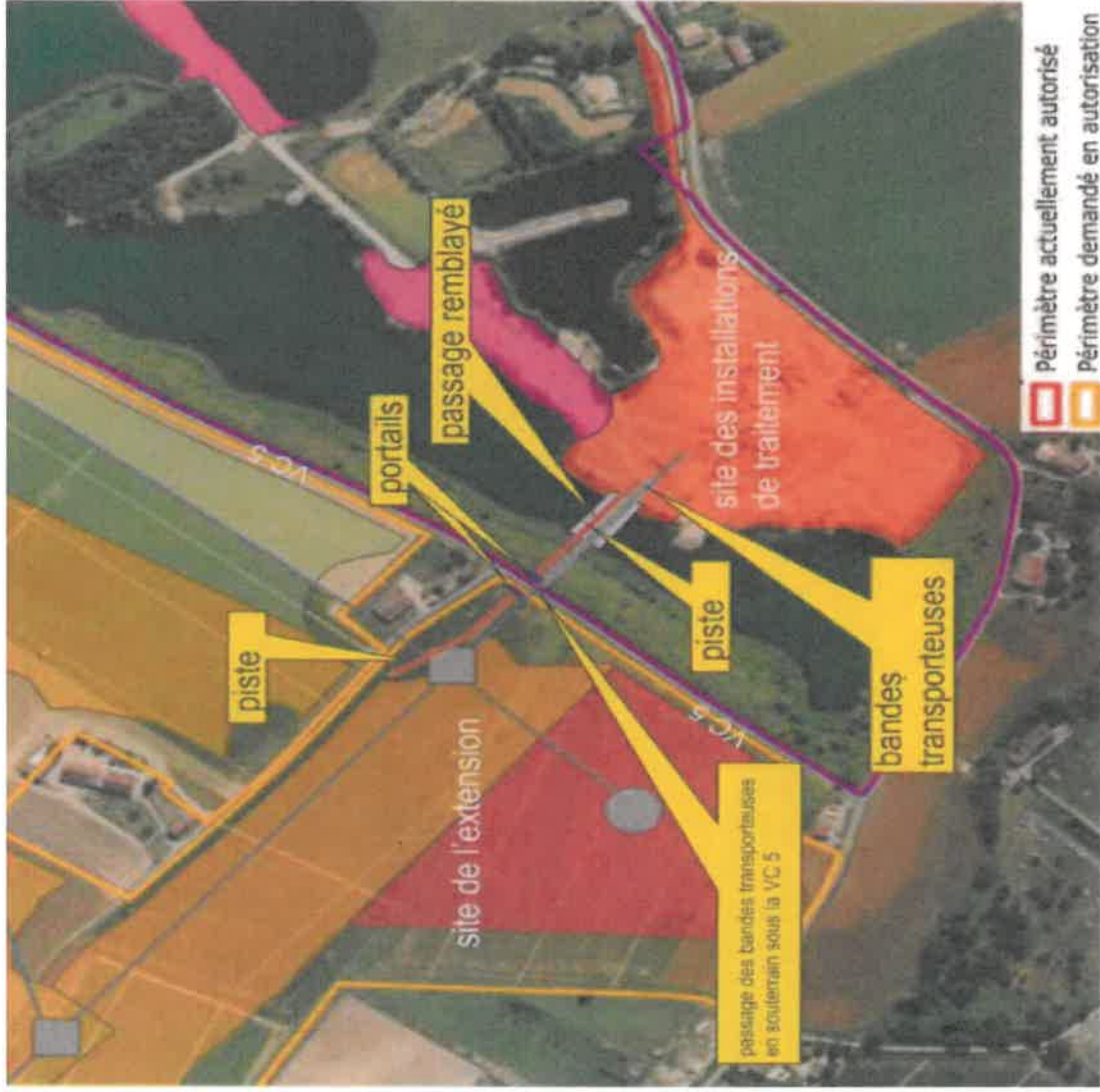 piste
VC 5
portails
passage remblayé
site de l'extension
piste
VC 5
site des installations
de traitement
passage des bandes transporteuses
en souterrain sous la VC 5
bandes
transporteuses
Périmètre actuellement autorisé
Périmètre demandé en autorisation